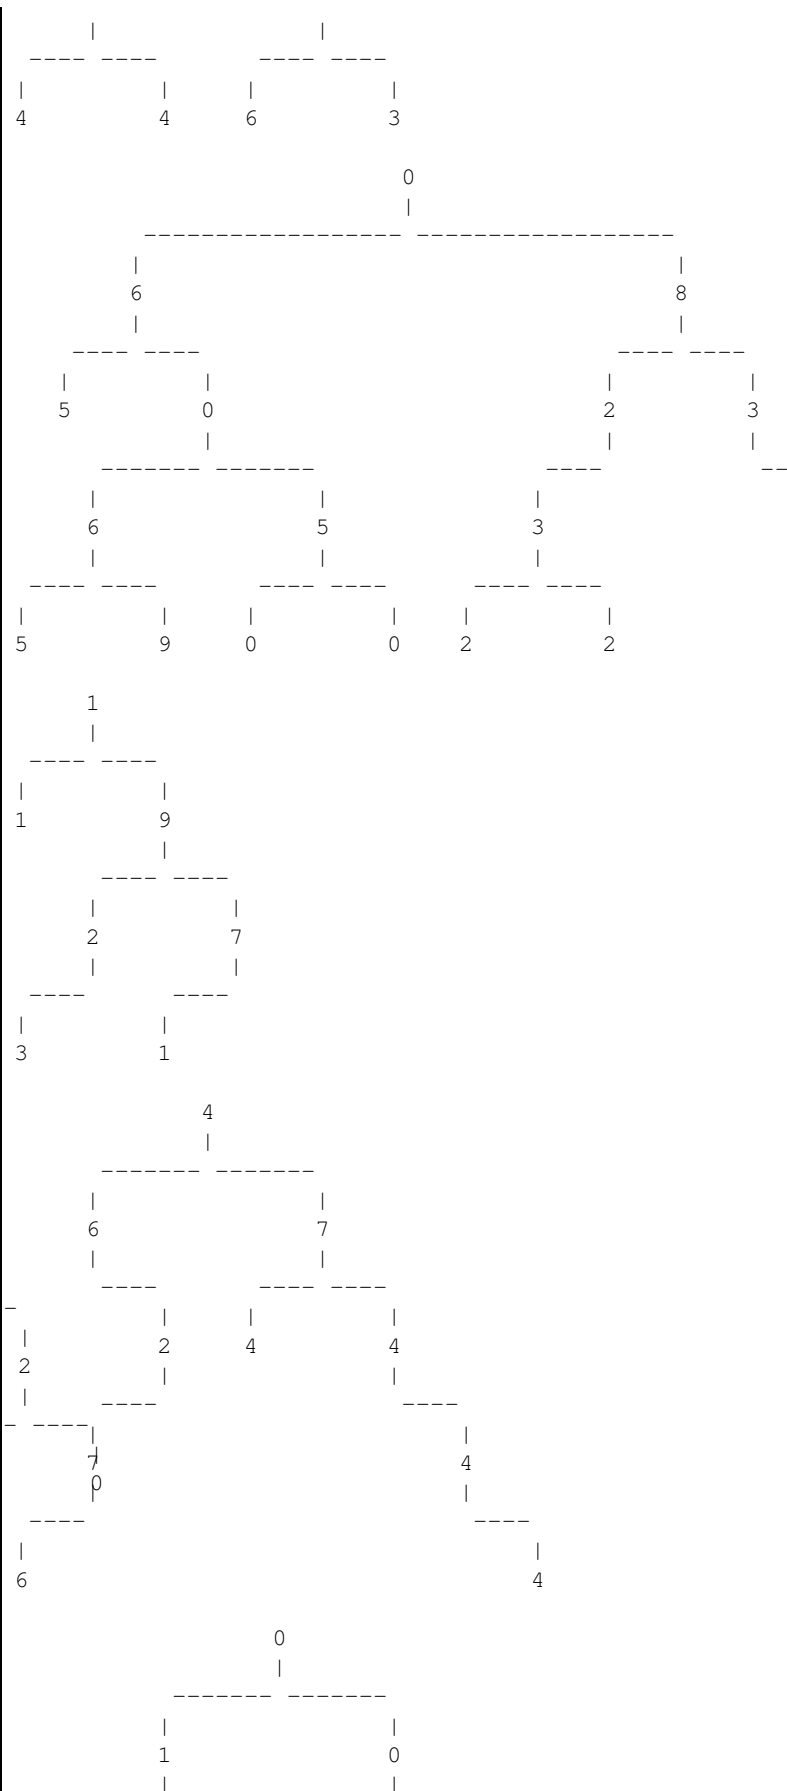 |               |
 ---- ----       ---- ----
|         |     |         |
4         4     6         3

                           0
                           |
         ------------------ ------------------
        |                                     |
        6                                     8
        |                                     |
    ---- ----                             ---- ----
   |         |                           |         |
   5         0                           2         3
             |                           |         |
      ------- -------                ----           --
     |               |              |
     6               5              3
     |               |              |
 ---- ----       ---- ----      ---- ----
|         |     |         |    |         |
5         9     0         0    2         2

     1
     |
 ---- ----
|         |
1         9
          |
      ---- ----
     |         |
     2         7
     |         |
 ----      ----
|         |
3         1

             4
             |
      ------- -------
     |               |
     6               7
     |               |
      ----       ---- ----
-
          |     |         |
|
          2     4         4
2
          |               |
|
      ----                 ----
- ----
     |                         |
|
     7                         4
0
     |                         |
 ----                           ----
|                                   |
6                                   4

                  0
                  |
           ------- -------
          |               |
          1               0
          |               |